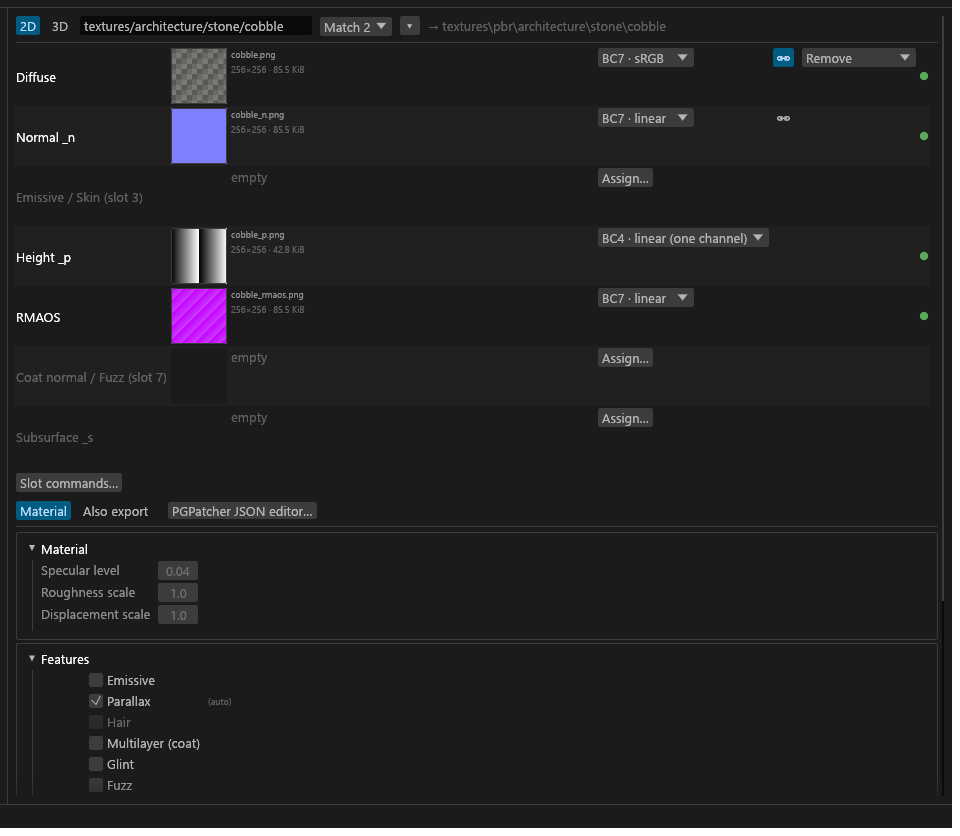 2D 3D textures/architecture/stone/cobble Match 2 → textures\pbr\architecture\stone\cobble
Diffuse cobble.png BC7 · sRGB Remove
256×256 · 85.5 KiB
Normal _n cobble_n.png BC7 · linear
256×256 · 85.5 KiB
Emissive / Skin (slot 3) empty Assign...
Height _p cobble_p.png BC4 · linear (one channel)
256×256 · 42.8 KiB
RMAOS cobble_rmaos.png BC7 · linear
256×256 · 85.5 KiB
Coat normal / Fuzz (slot 7) empty Assign...
Subsurface _s empty Assign...
Slot commands...
Material Also export PGPatcher JSON editor...
Material
Specular level 0.04
Roughness scale 1.0
Displacement scale 1.0
Features
Emissive
Parallax (auto)
Hair
Multilayer (coat)
Glint
Fuzz